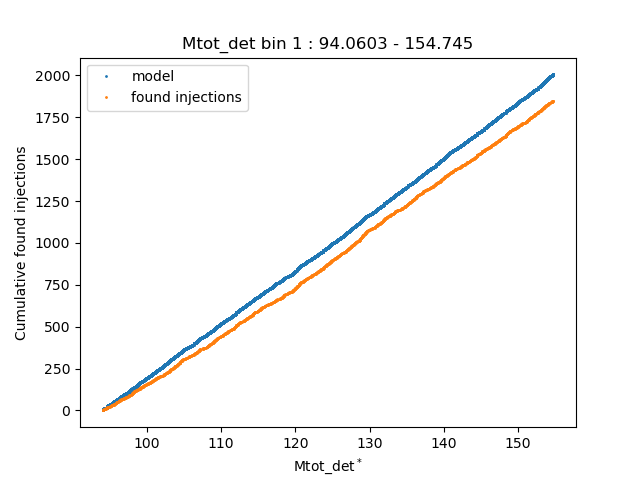 Mtot_det bin 1 : 94.0603 - 154.745
model
found injections
Cumulative found injections
2000
1750
1500
1250
1000
750
500
250
0
100 110 120 130 140 150
Mtot_det*